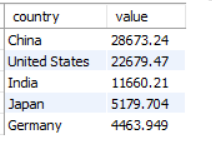 country value
China 28673.24
United States 22679.47
India 11660.21
Japan 5179.704
Germany 4463.949